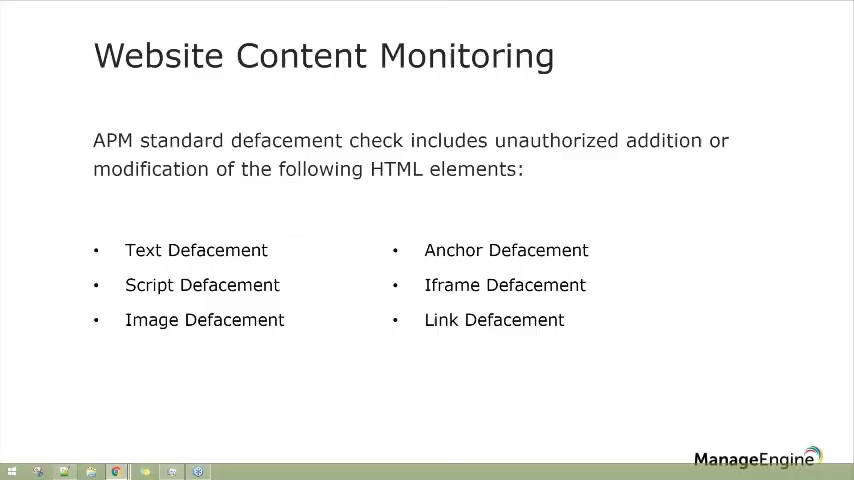 Website Content Monitoring
APM standard defacement check includes unauthorized addition or
modification of the following HTML elements:
• Text Defacement
• Script Defacement
• Image Defacement
• Anchor Defacement
• Iframe Defacement
• Link Defacement
ManageEngine